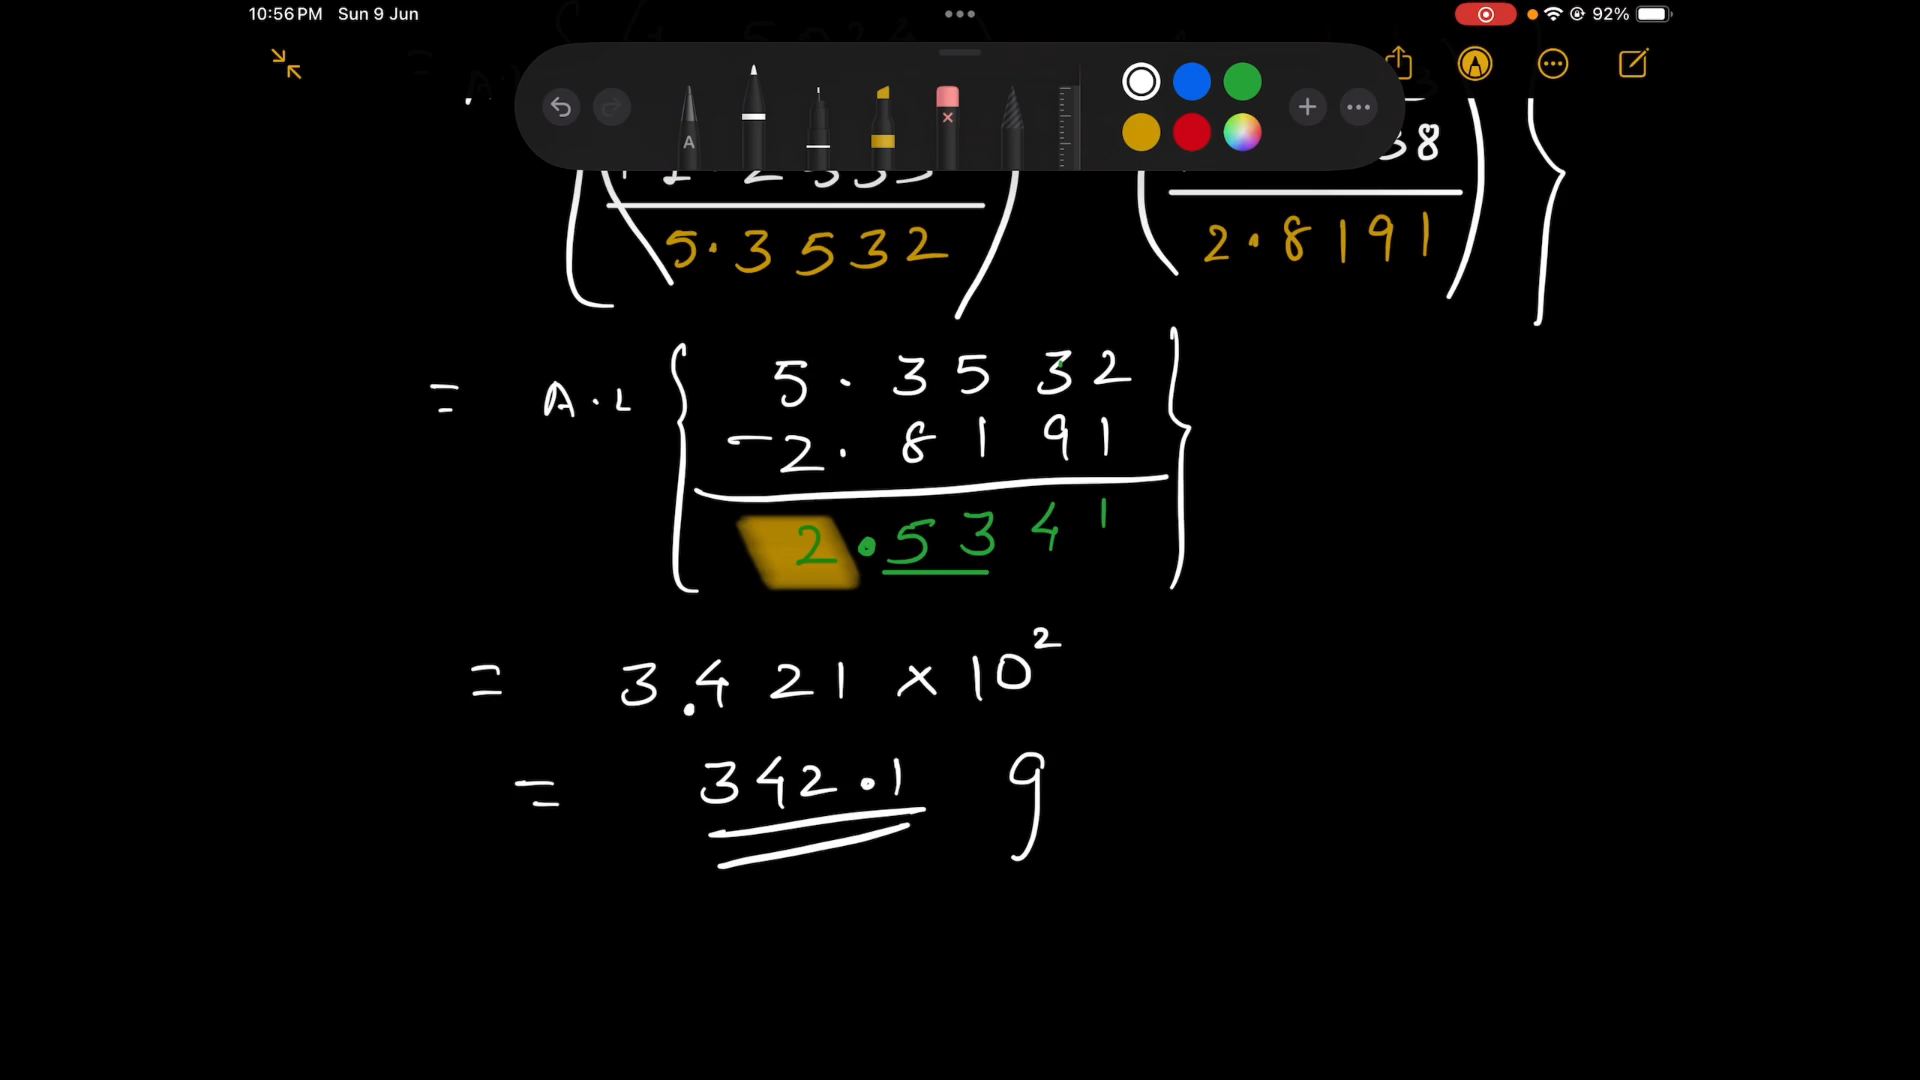 10:56 PM Sun 9 Jun 92%
A
38
5.3532 2.8191
= A.L { 5.3532
-2.8191
2.5341 }
= 3.421 × 10²
= 342.1 g